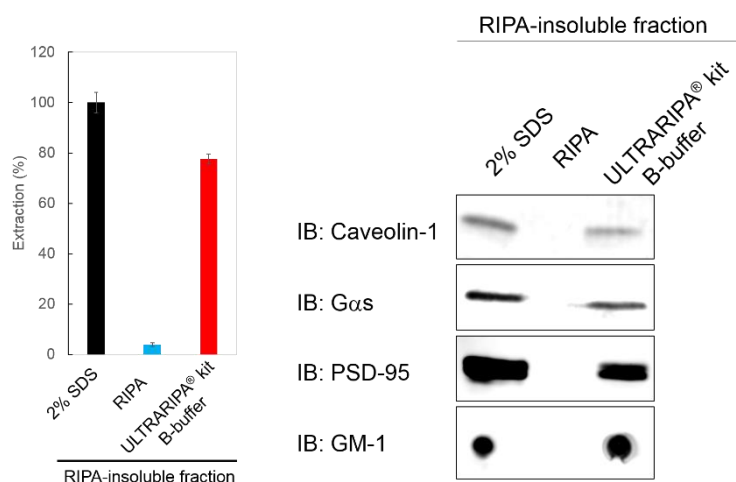 120
100
80
60
40
20
0
Extraction (%)
2% SDS
RIPA
ULTRARIPA® kit
B-buffer
RIPA-insoluble fraction
RIPA-insoluble fraction
2% SDS
RIPA
ULTRARIPA® kit
B-buffer
IB: Caveolin-1
IB: Gαs
IB: PSD-95
IB: GM-1